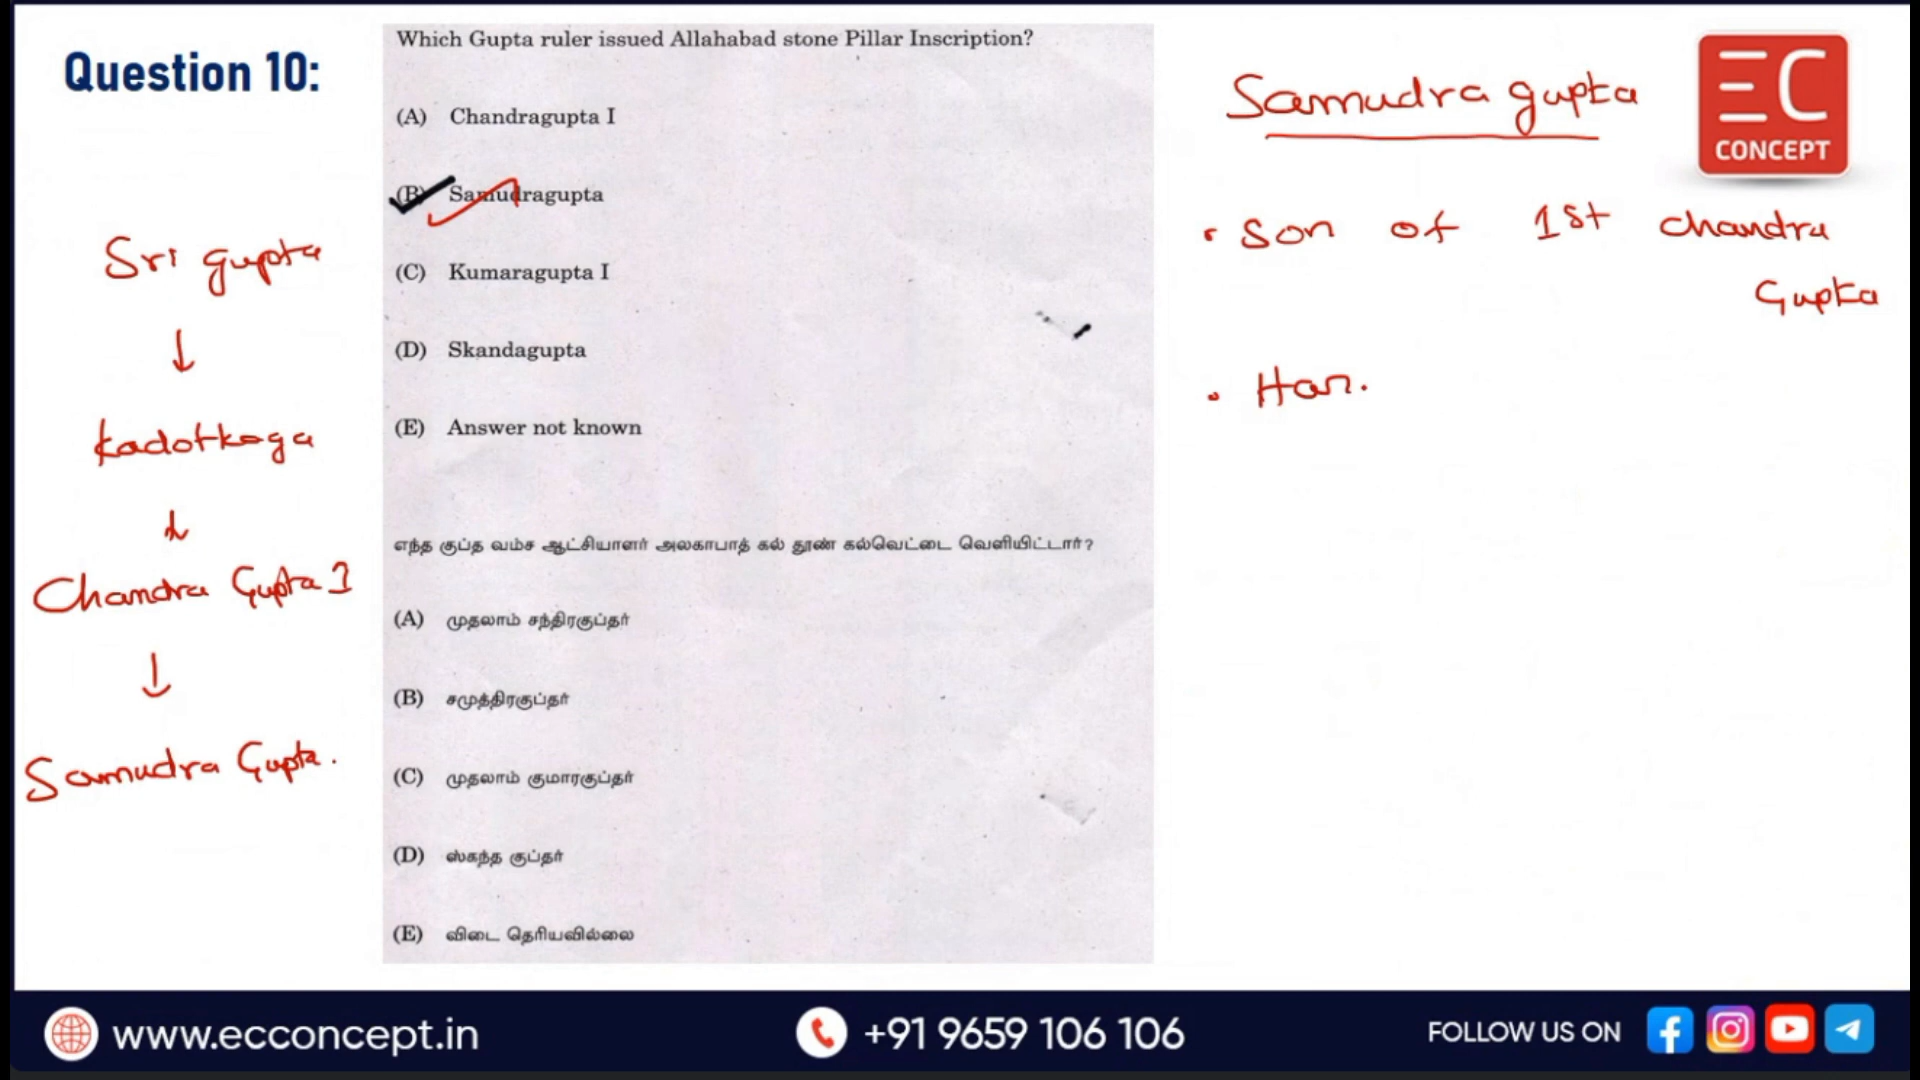 Question 10:
Which Gupta ruler issued Allahabad stone Pillar Inscription?
(A) Chandragupta I
(B) Samudragupta
(C) Kumaragupta I
(D) Skandagupta
(E) Answer not known
எந்த குப்த வம்ச ஆட்சியாளர் அலகாபாத் கல் தூண் கல்வெட்டை வெளியிட்டார்?
(A) முதலாம் சந்திரகுப்தர்
(B) சமுத்திரகுப்தர்
(C) முதலாம் குமாரகுப்தர்
(D) ஸ்கந்த குப்தர்
(E) விடை தெரியவில்லை
Sri gupta
↓
Kadotkaga
↓
Chandra Gupta I
↓
Samudra Gupta.
Samudra gupta
• Son of 1st chandra
Gupta
• Hari.
EC
CONCEPT
www.ecconcept.in
+91 9659 106 106
FOLLOW US ON